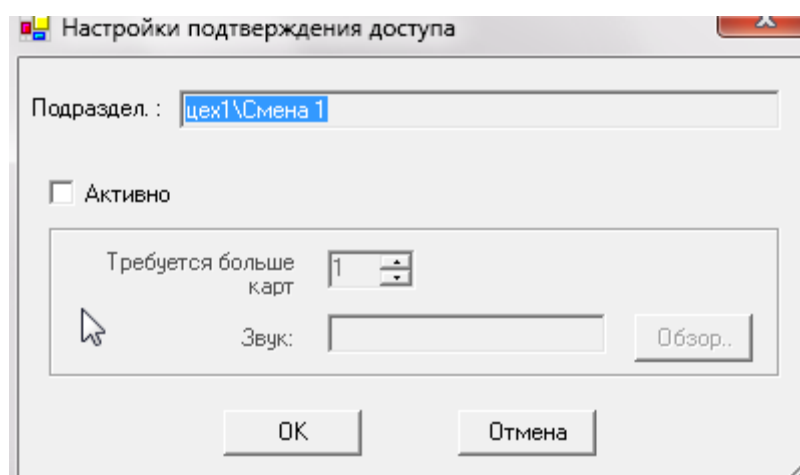 Настройки подтверждения доступа
Подраздел. : цех1\Смена 1
Активно
Требуется больше
карт 1
Звук:
Обзор..
OK
Отмена